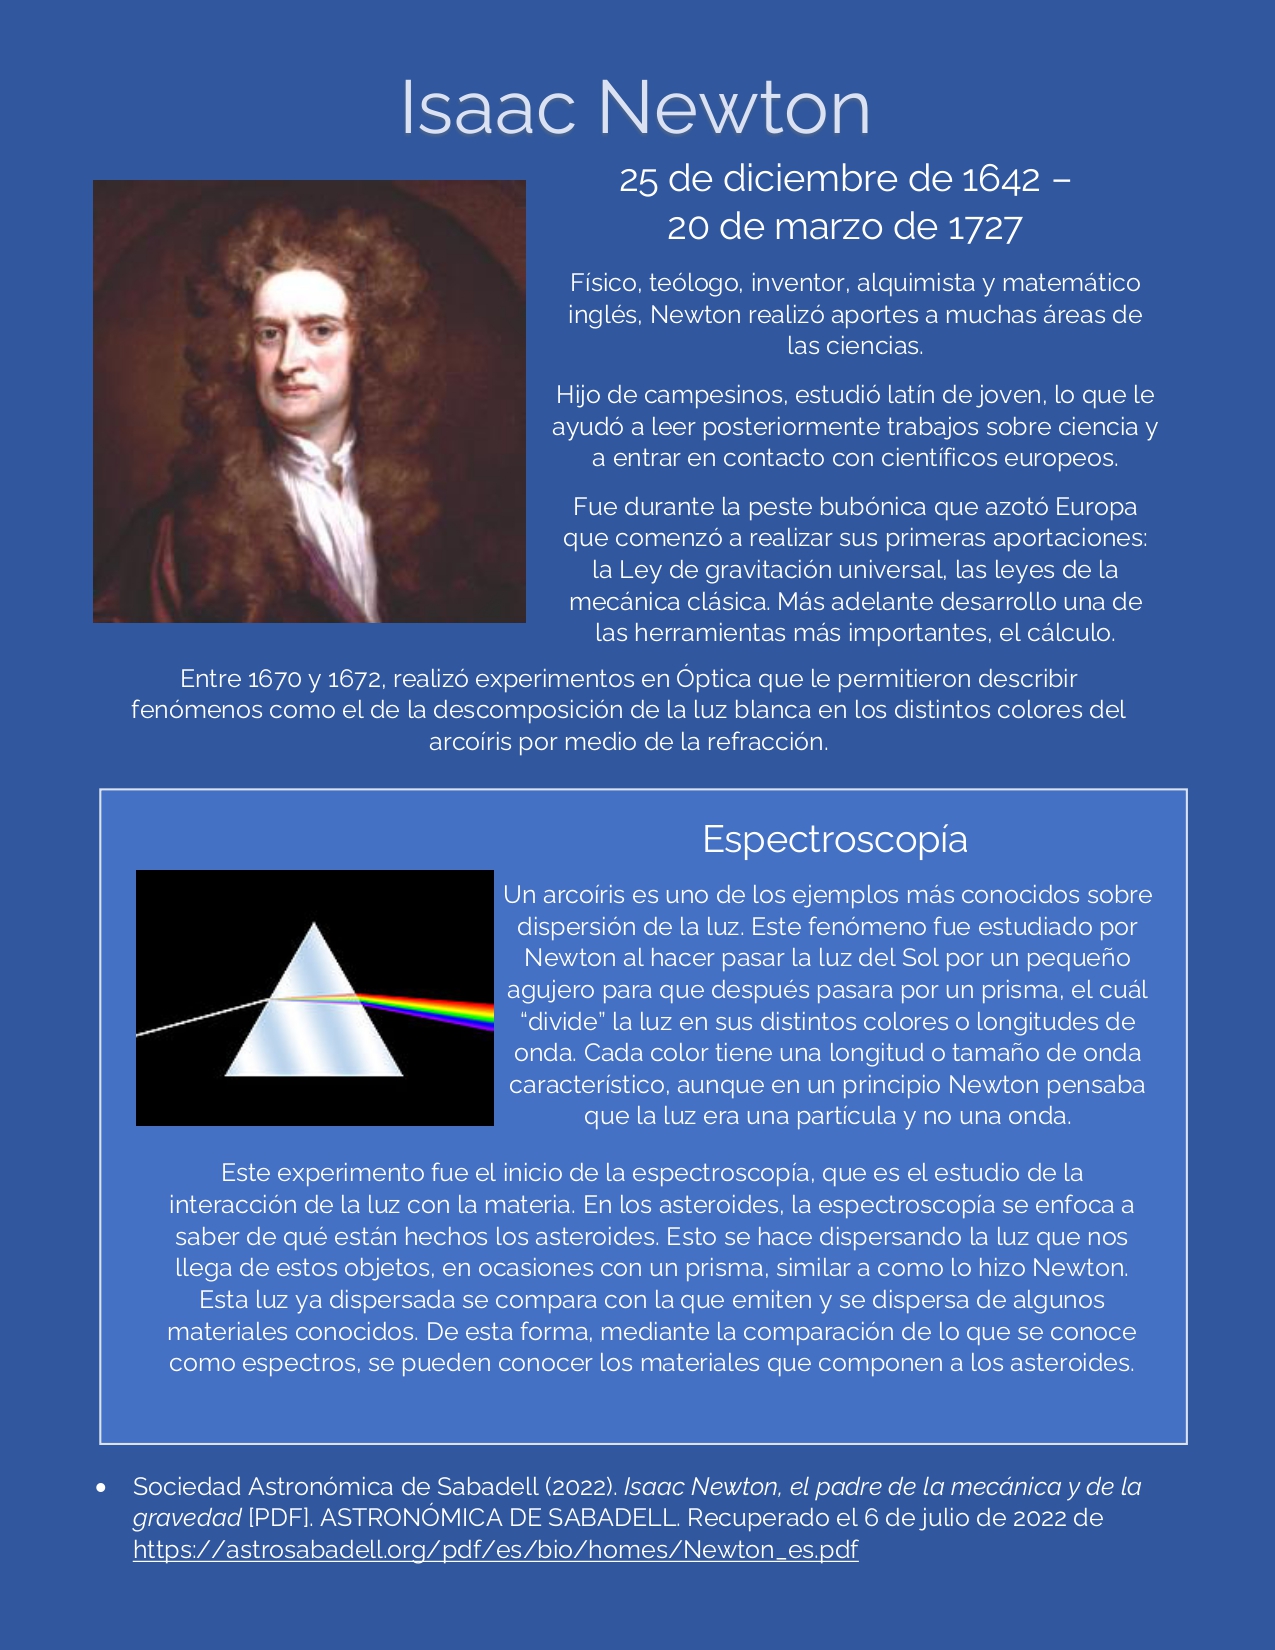 Isaac Newton
25 de diciembre de 1642 –
20 de marzo de 1727
Físico, teólogo, inventor, alquimista y matemático
inglés, Newton realizó aportes a muchas áreas de
las ciencias.
Hijo de campesinos, estudió latín de joven, lo que le
ayudó a leer posteriormente trabajos sobre ciencia y
a entrar en contacto con científicos europeos.
Fue durante la peste bubónica que azotó Europa
que comenzó a realizar sus primeras aportaciones:
la Ley de gravitación universal, las leyes de la
mecánica clásica. Más adelante desarrollo una de
las herramientas más importantes, el cálculo.
Entre 1670 y 1672, realizó experimentos en Óptica que le permitieron describir
fenómenos como el de la descomposición de la luz blanca en los distintos colores del
arcoíris por medio de la refracción.
Espectroscopía
Un arcoíris es uno de los ejemplos más conocidos sobre
dispersión de la luz. Este fenómeno fue estudiado por
Newton al hacer pasar la luz del Sol por un pequeño
agujero para que después pasara por un prisma, el cuál
“divide” la luz en sus distintos colores o longitudes de
onda. Cada color tiene una longitud o tamaño de onda
característico, aunque en un principio Newton pensaba
que la luz era una partícula y no una onda.
Este experimento fue el inicio de la espectroscopía, que es el estudio de la
interacción de la luz con la materia. En los asteroides, la espectroscopía se enfoca a
saber de qué están hechos los asteroides. Esto se hace dispersando la luz que nos
llega de estos objetos, en ocasiones con un prisma, similar a como lo hizo Newton.
Esta luz ya dispersada se compara con la que emiten y se dispersa de algunos
materiales conocidos. De esta forma, mediante la comparación de lo que se conoce
como espectros, se pueden conocer los materiales que componen a los asteroides.
• Sociedad Astronómica de Sabadell (2022). Isaac Newton, el padre de la mecánica y de la
gravedad [PDF]. ASTRONÓMICA DE SABADELL. Recuperado el 6 de julio de 2022 de
https://astrosabadell.org/pdf/es/bio/homes/Newton_es.pdf